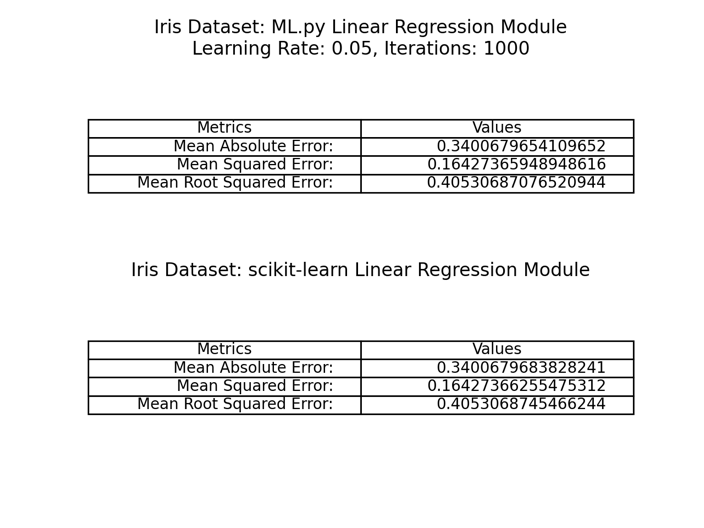 Iris Dataset: ML.py Linear Regression Module
Learning Rate: 0.05, Iterations: 1000
Metrics Values
Mean Absolute Error: 0.3400679654109652
Mean Squared Error: 0.16427365948948616
Mean Root Squared Error: 0.40530687076520944
Iris Dataset: scikit-learn Linear Regression Module
Metrics Values
Mean Absolute Error: 0.3400679683828241
Mean Squared Error: 0.16427366255475312
Mean Root Squared Error: 0.4053068745466244